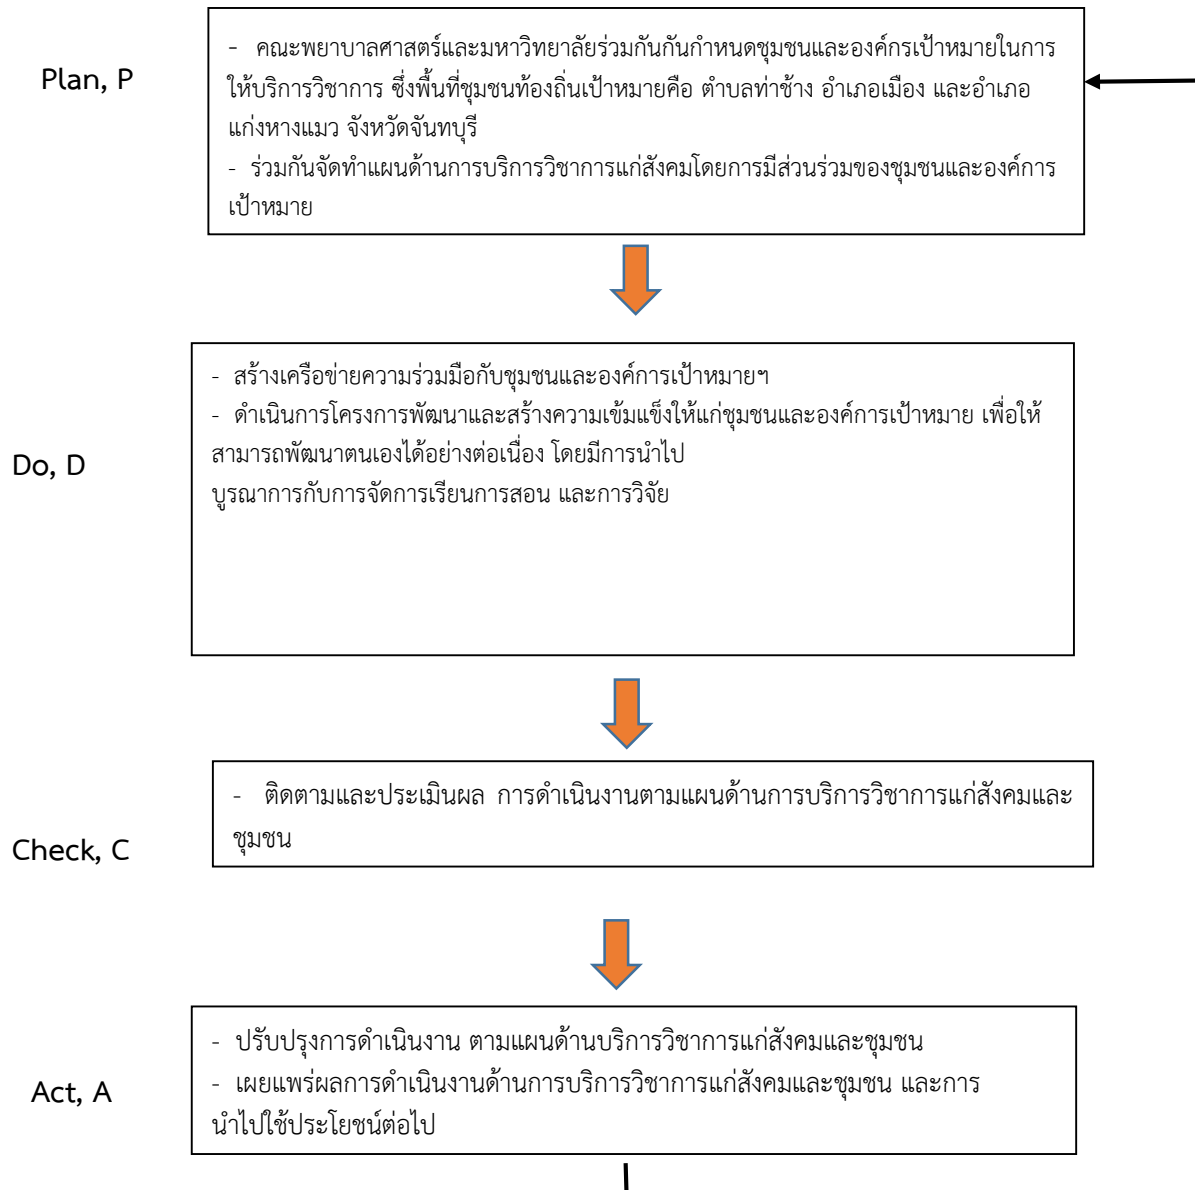 Plan, P
- คณะพยาบาลศาสตร์และมหาวิทยาลัยร่วมกันกันกำหนดชุมชนและองค์กรเป้าหมายในการ
ให้บริการวิชาการ ซึ่งพื้นที่ชุมชนท้องถิ่นเป้าหมายคือ ตำบลท่าช้าง อำเภอเมือง และอำเภอ
แก่งหางแมว จังหวัดจันทบุรี
- ร่วมกันจัดทำแผนด้านการบริการวิชาการแก่สังคมโดยการมีส่วนร่วมของชุมชนและองค์การ
เป้าหมาย
Do, D
- สร้างเครือข่ายความร่วมมือกับชุมชนและองค์การเป้าหมายฯ
- ดำเนินการโครงการพัฒนาและสร้างความเข้มแข็งให้แก่ชุมชนและองค์การเป้าหมาย เพื่อให้
สามารถพัฒนาตนเองได้อย่างต่อเนื่อง โดยมีการนำไป
บูรณาการกับการจัดการเรียนการสอน และการวิจัย
Check, C
- ติดตามและประเมินผล การดำเนินงานตามแผนด้านการบริการวิชาการแก่สังคมและ
ชุมชน
Act, A
- ปรับปรุงการดำเนินงาน ตามแผนด้านบริการวิชาการแก่สังคมและชุมชน
- เผยแพร่ผลการดำเนินงานด้านการบริการวิชาการแก่สังคมและชุมชน และการ
นำไปใช้ประโยชน์ต่อไป